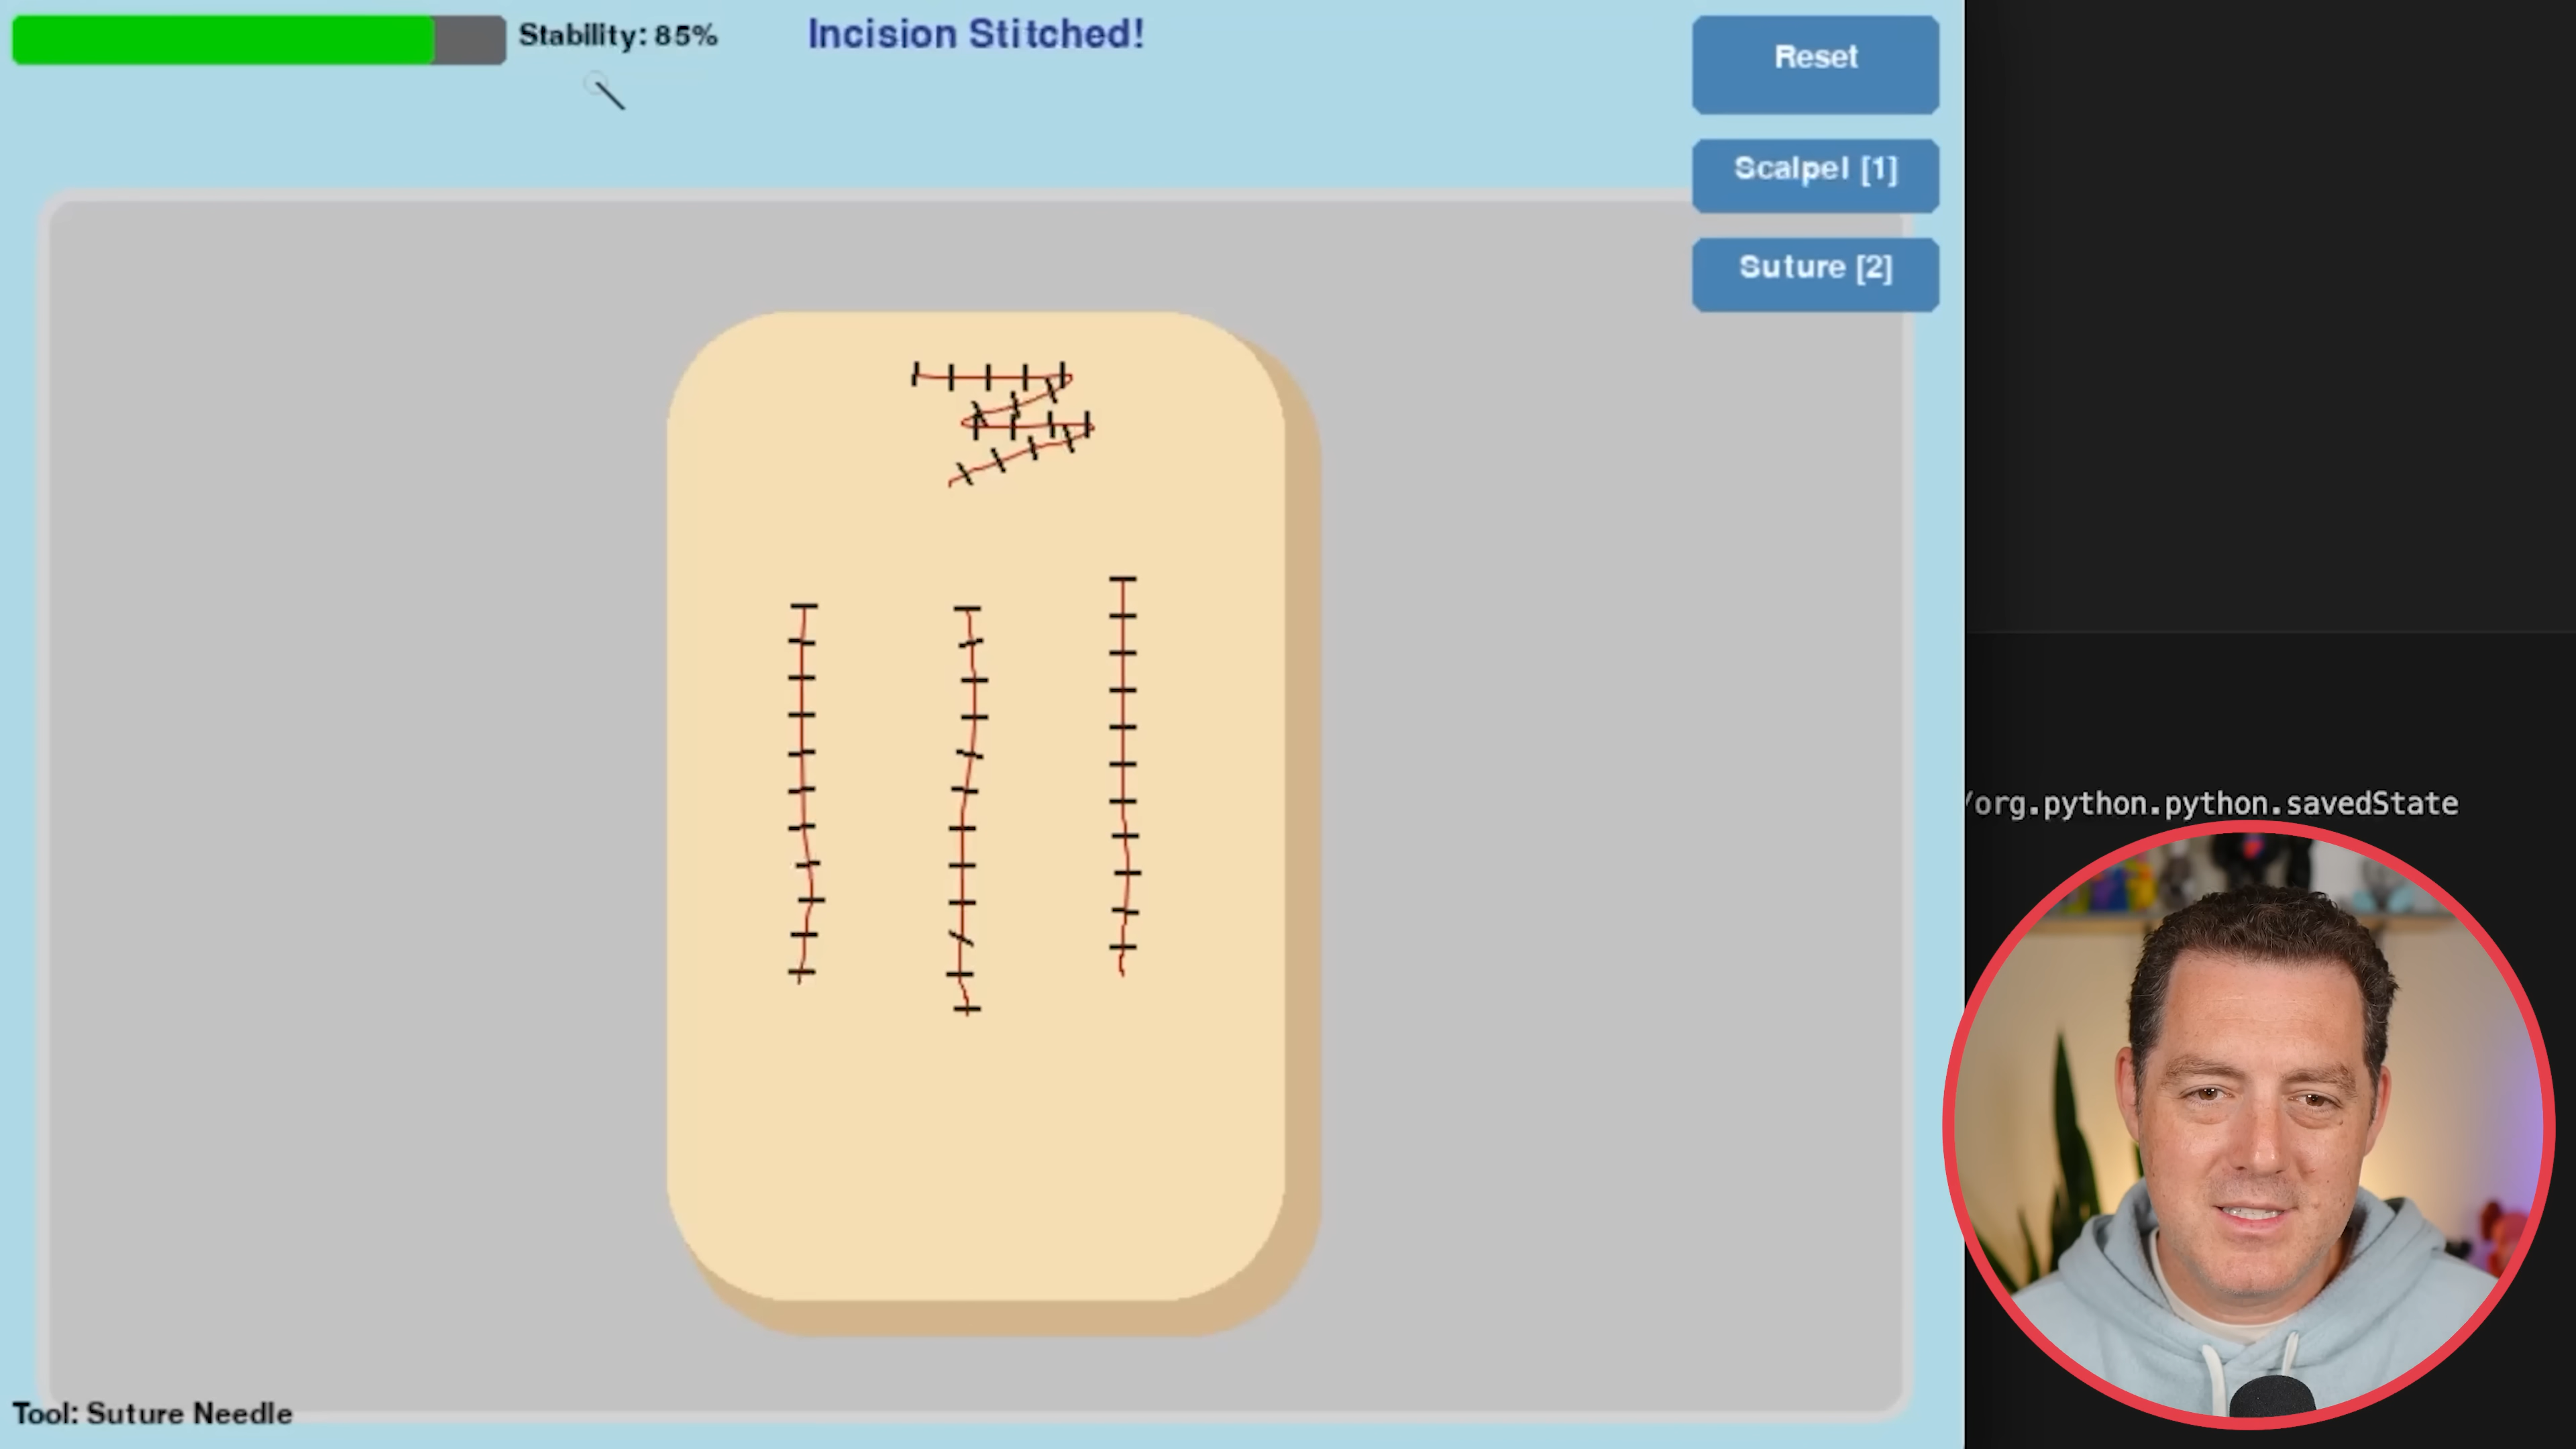 Stability: 85%
Incision Stitched!
Reset
Scalpel [1]
Suture [2]
/org.python.python.savedState
Tool: Suture Needle